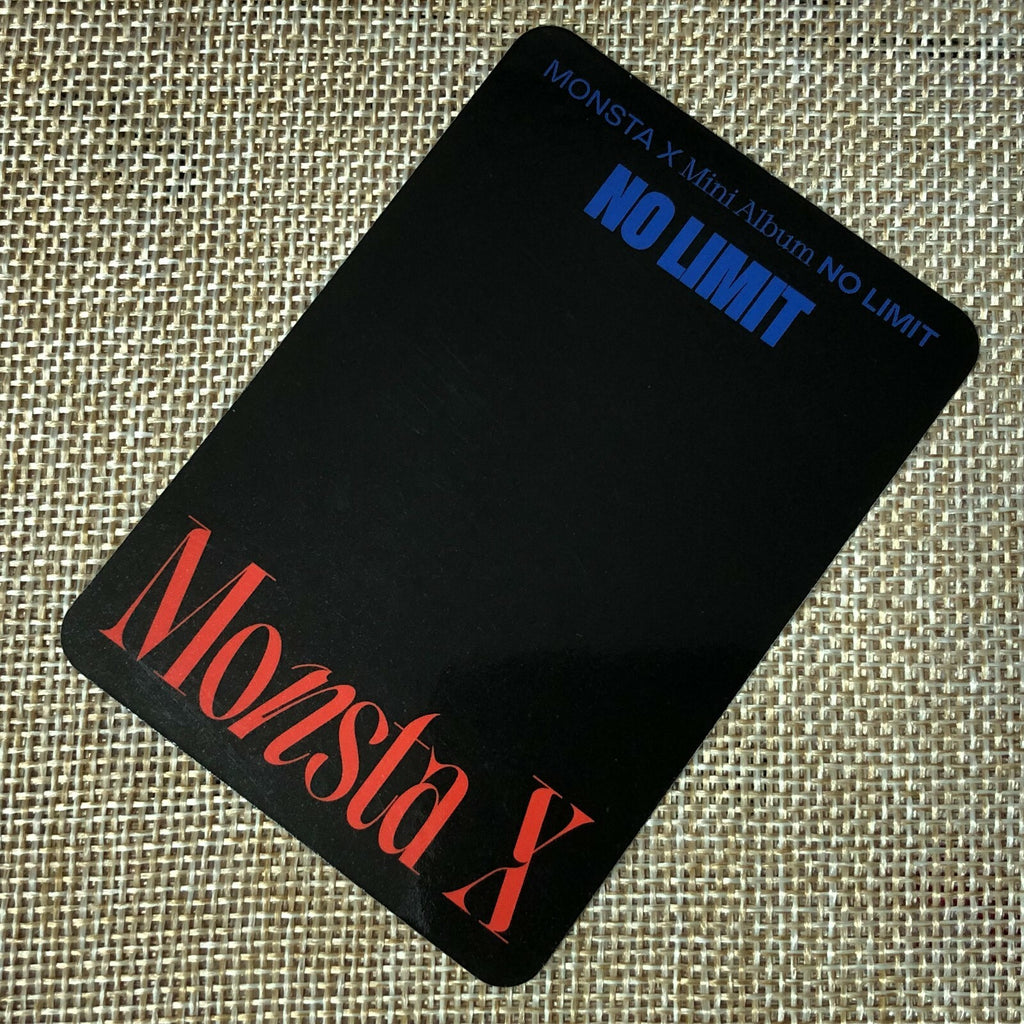 MONSTA X Mini Album NO LIMIT
NO LIMIT
Monsta X